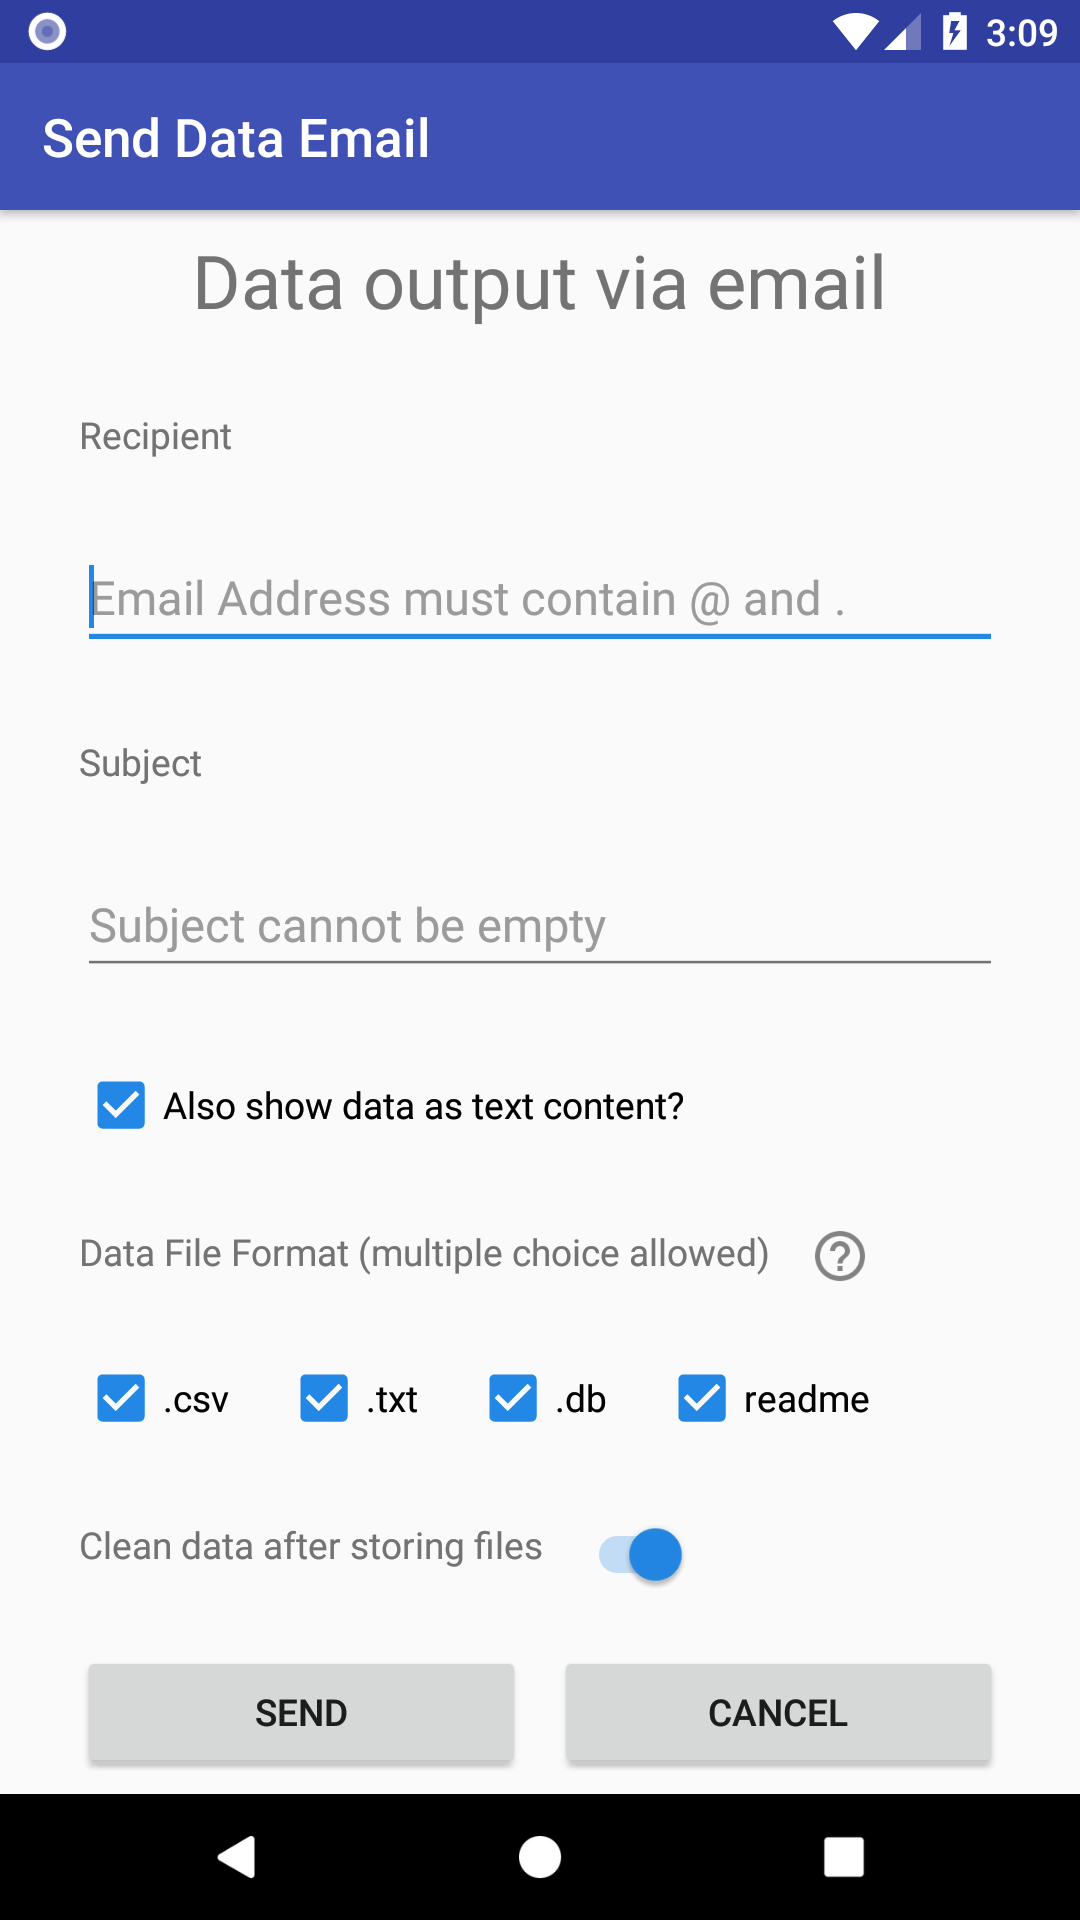 3:09
Send Data Email
Data output via email
Recipient
Email Address must contain @ and .
Subject
Subject cannot be empty
Also show data as text content?
Data File Format (multiple choice allowed)
.csv .txt .db readme
Clean data after storing files
SEND CANCEL